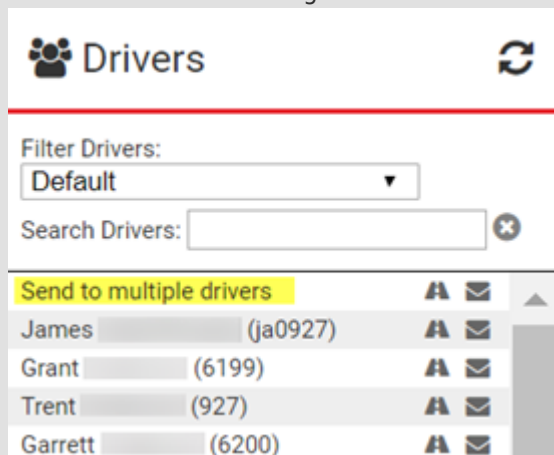 Drivers
Filter Drivers:
Default
Search Drivers:
Send to multiple drivers
James (ja0927)
Grant (6199)
Trent (927)
Garrett (6200)